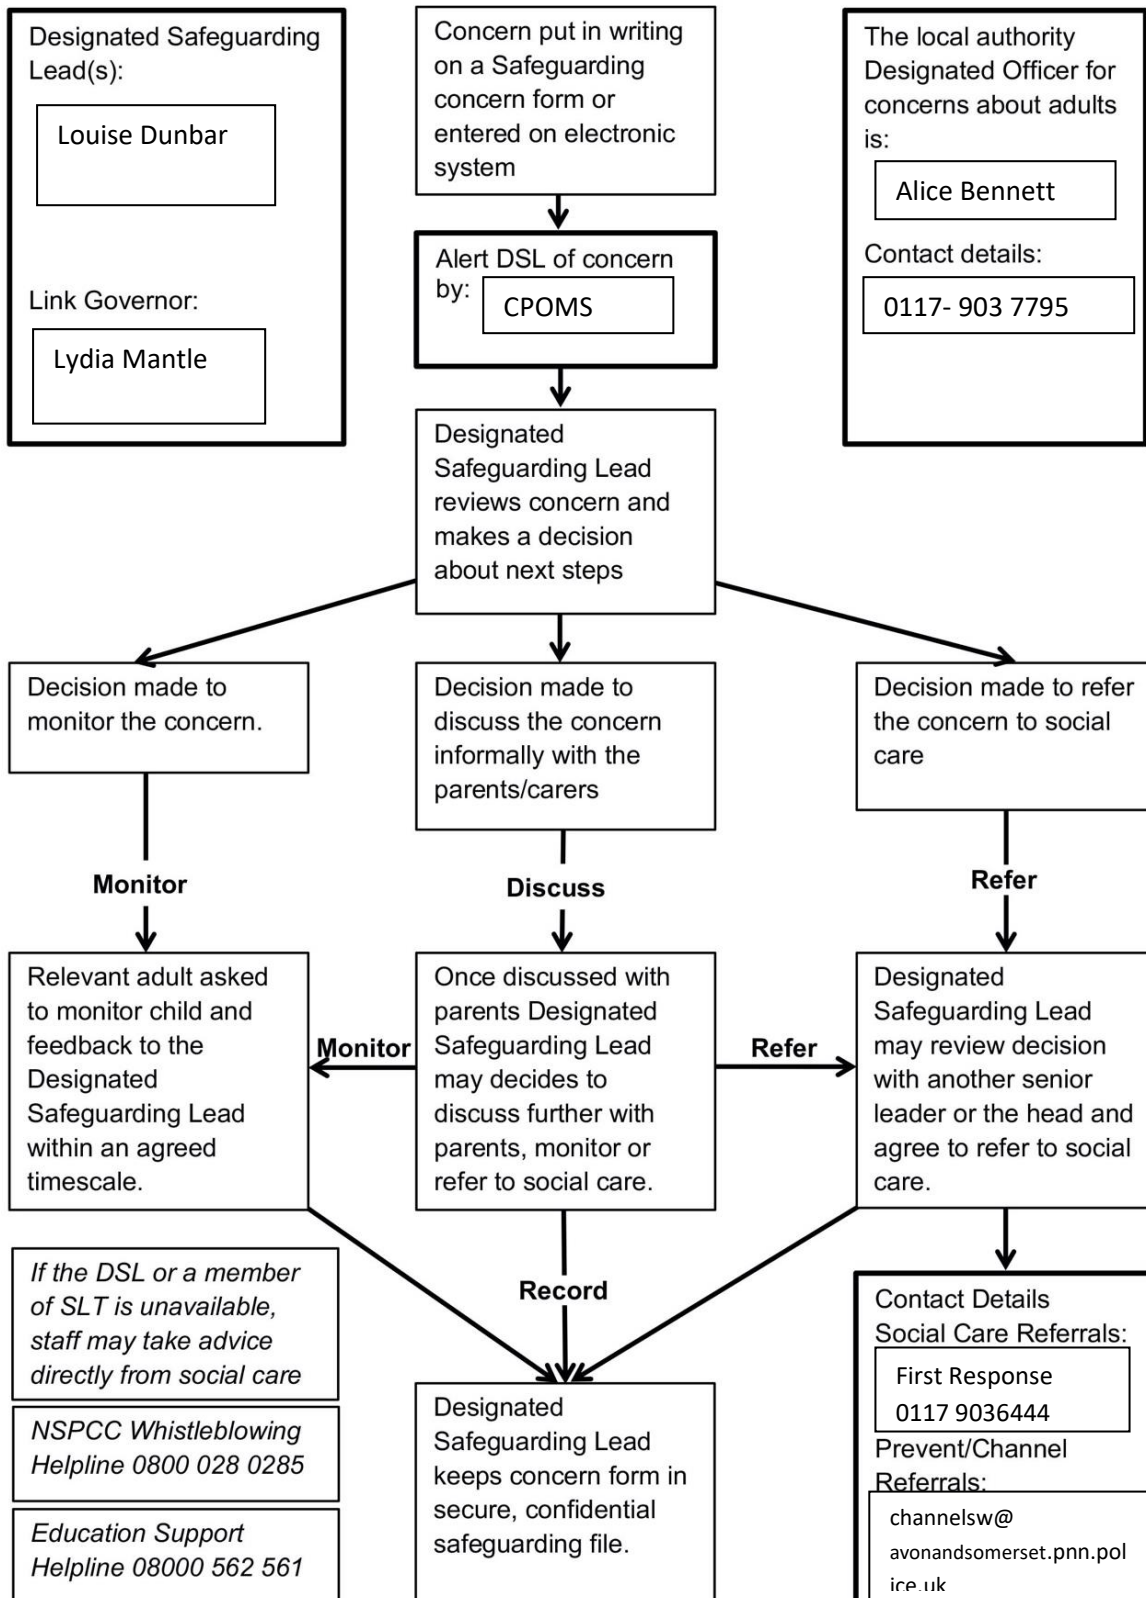 Designated Safeguarding
Lead(s):
Louise Dunbar
Link Governor:
Lydia Mantle
Concern put in writing
on a Safeguarding
concern form or
entered on electronic
system
The local authority
Designated Officer for
concerns about adults
is:
Alice Bennett
Contact details:
0117- 903 7795
Alert DSL of concern
by:
CPOMS
Designated
Safeguarding Lead
reviews concern and
makes a decision
about next steps
Decision made to
monitor the concern.
Decision made to
discuss the concern
informally with the
parents/carers
Decision made to refer
the concern to social
care
Monitor
Discuss
Refer
Relevant adult asked
to monitor child and
feedback to the
Designated
Safeguarding Lead
within an agreed
timescale.
Monitor
Once discussed with
parents Designated
Safeguarding Lead
may decides to
discuss further with
parents, monitor or
refer to social care.
Refer
Designated
Safeguarding Lead
may review decision
with another senior
leader or the head and
agree to refer to social
care.
If the DSL or a member
of SLT is unavailable,
staff may take advice
directly from social care
NSPCC Whistleblowing
Helpline 0800 028 0285
Education Support
Helpline 08000 562 561
Record
Designated
Safeguarding Lead
keeps concern form in
secure, confidential
safeguarding file.
Contact Details
Social Care Referrals:
First Response
0117 9036444
Prevent/Channel
Referrals:
channelsw@
avonandsomerset.pnn.pol
ice.uk